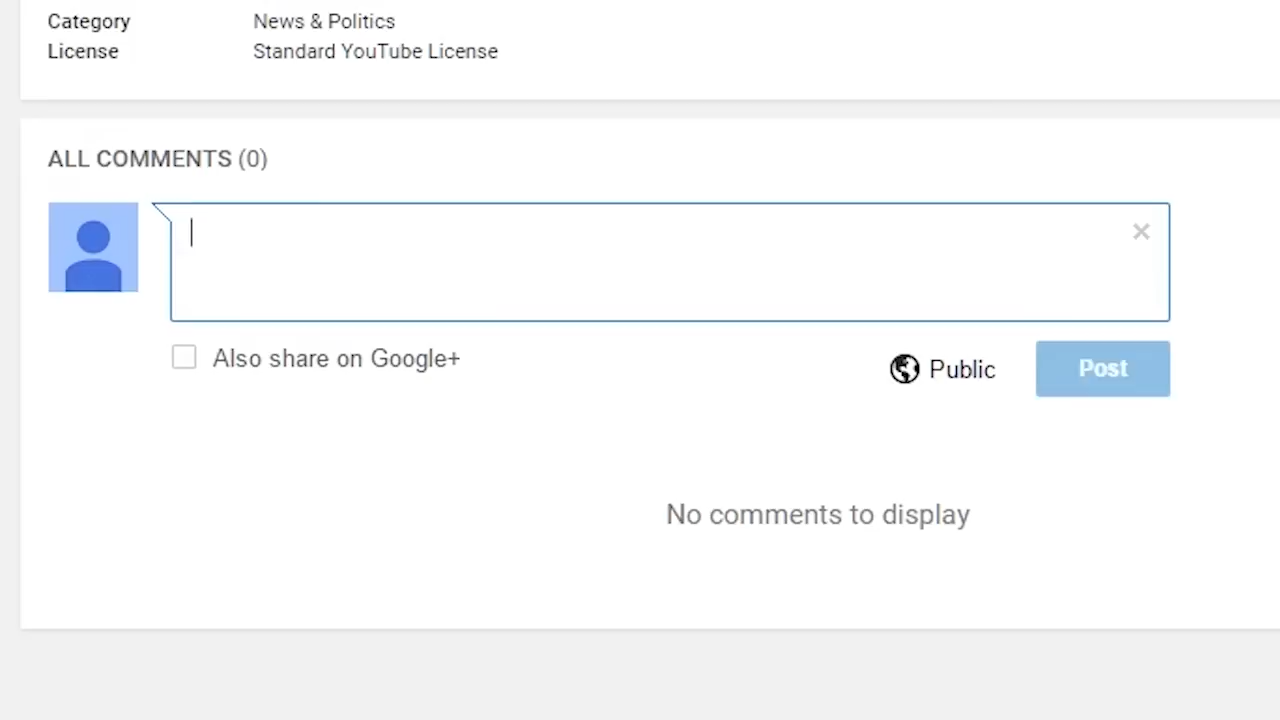 Category News & Politics
License Standard YouTube License
ALL COMMENTS (0)
Also share on Google+
Public
Post
No comments to display